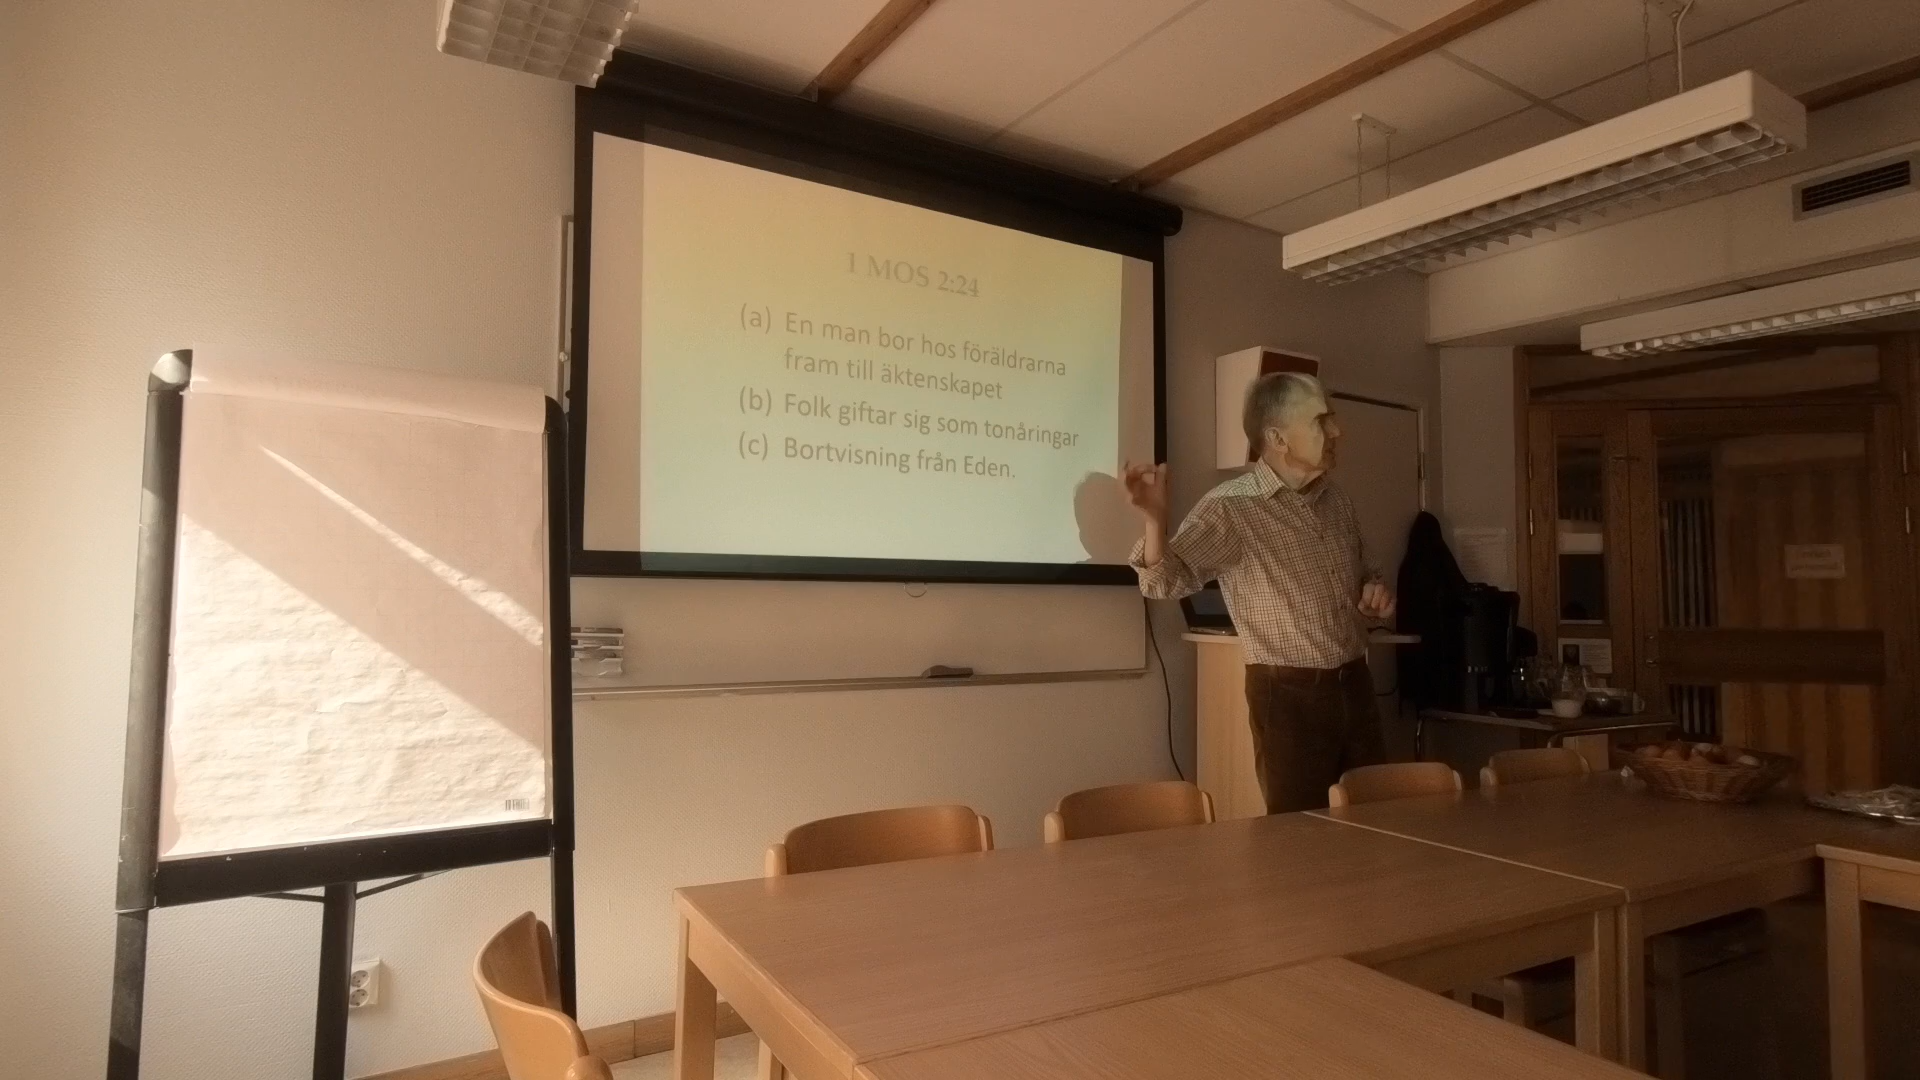 1 MOS 2:24
(a) En man bor hos föräldrarna
fram till äktenskapet
(b) Folk giftar sig som tonåringar
(c) Bortvisning från Eden.